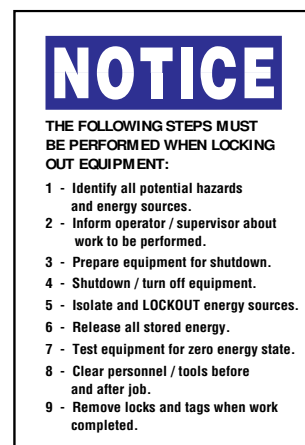 NOTICE
THE FOLLOWING STEPS MUST
BE PERFORMED WHEN LOCKING
OUT EQUIPMENT:
1 - Identify all potential hazards
and energy sources.
2 - Inform operator / supervisor about
work to be performed.
3 - Prepare equipment for shutdown.
4 - Shutdown / turn off equipment.
5 - Isolate and LOCKOUT energy sources.
6 - Release all stored energy.
7 - Test equipment for zero energy state.
8 - Clear personnel / tools before
and after job.
9 - Remove locks and tags when work
completed.